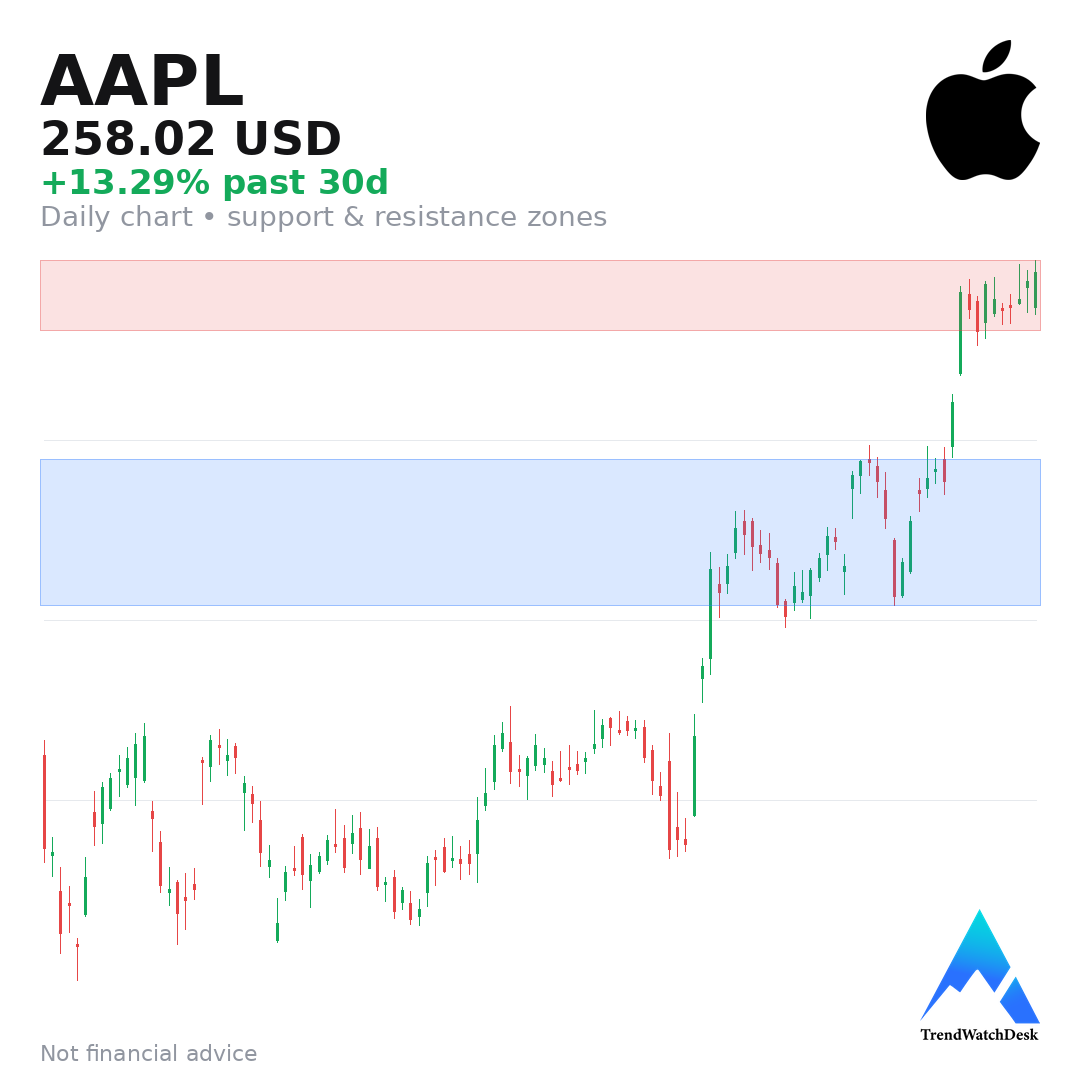 AAPL
258.02 USD
+13.29% past 30d
Daily chart • support & resistance zones
TrendWatchDesk
Not financial advice